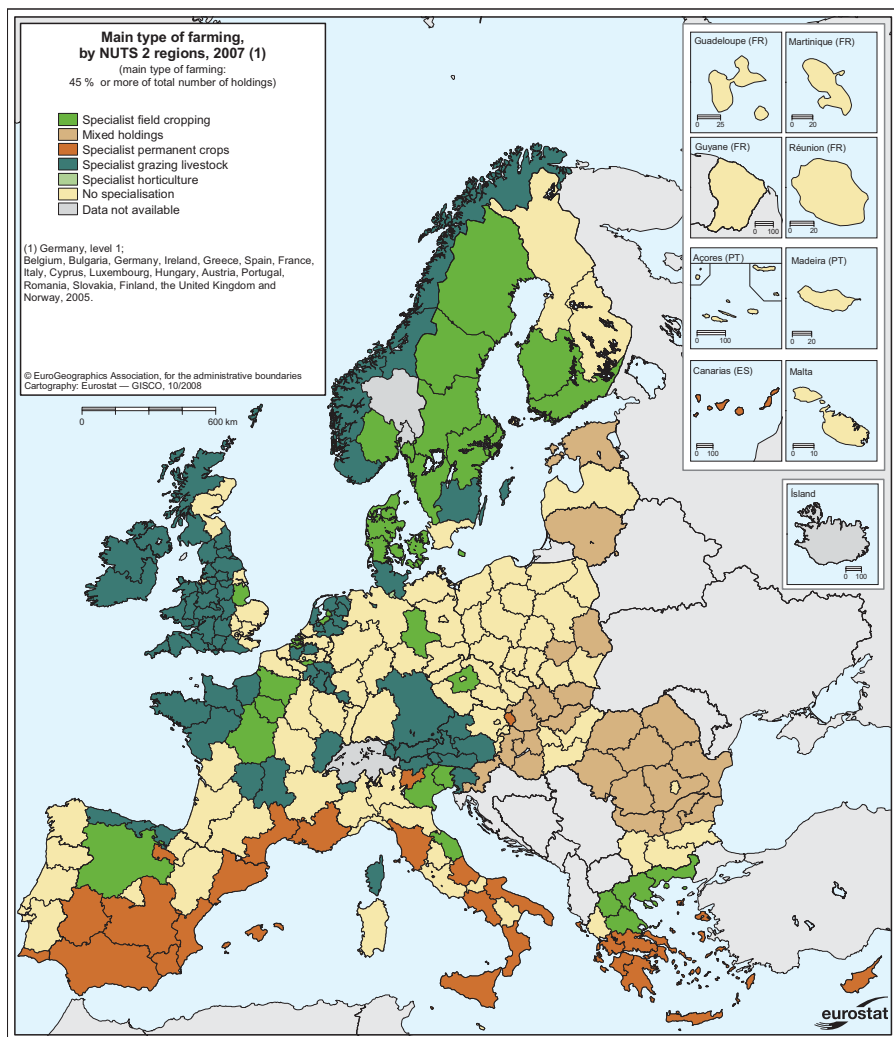 Main type of farming,
by NUTS 2 regions, 2007 (1)
(main type of farming:
45 % or more of total number of holdings)
Specialist field cropping
Mixed holdings
Specialist permanent crops
Specialist grazing livestock
Specialist horticulture
No specialisation
Data not available
(1) Germany, level 1;
Belgium, Bulgaria, Germany, Ireland, Greece, Spain, France,
Italy, Cyprus, Luxembourg, Hungary, Austria, Portugal,
Romania, Slovakia, Finland, the United Kingdom and
Norway, 2005.
© EuroGeographics Association, for the administrative boundaries
Cartography: Eurostat — GISCO, 10/2008
0 600 km
Guadeloupe (FR)
0 25
Martinique (FR)
0 20
Guyane (FR)
0 100
Réunion (FR)
0 20
Açores (PT)
0 100
Madeira (PT)
0 20
Canarias (ES)
0 100
Malta
0 10
Ísland
0 100
eurostat